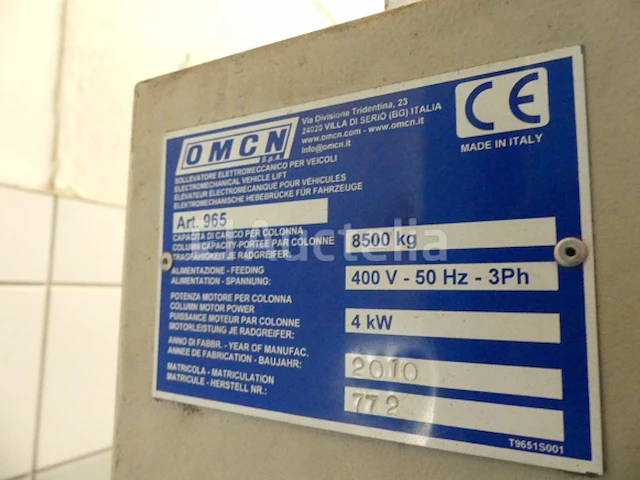 OMCN
S.p.A.
Via Divisione Tridentina, 23
24020 VILLA DI SERIO (BG) ITALIA
www.omcn.com - www.omcn.it
info@omcn.it
CE
MADE IN ITALY
SOLLEVATORE ELETTROMECCANICO PER VEICOLI
ELECTROMECHANICAL VEHICLE LIFT
ÉLÉVATEUR ÉLECTROMÉCANIQUE POUR VÉHICULES
ELEKTROMECHANISCHE HEBEBRÜCKE FÜR FAHRZEUGE
Art. 965
CAPACITA DI CARICO PER COLONNA
COLUMN CAPACITY-PORTEE PAR COLONNE
TRAGFÄHIGKEIT JE RADGREIFER:
8500 kg
ALIMENTAZIONE - FEEDING
ALIMENTATION - SPANNUNG:
400 V - 50 Hz - 3Ph
POTENZA MOTORE PER COLONNA
COLUMN MOTOR POWER
PUISSANCE MOTEUR PAR COLONNE
MOTORLEISTUNG JE RADGREIFER:
4 kW
ANNO DI FABBR. - YEAR OF MANUFAC.
ANNEE DE FABRICATION - BAUJAHR:
2010
MATRICOLA - MATRICULATION
MATRICULE - HERSTELL NR.:
772
T9651S001
Auctelia